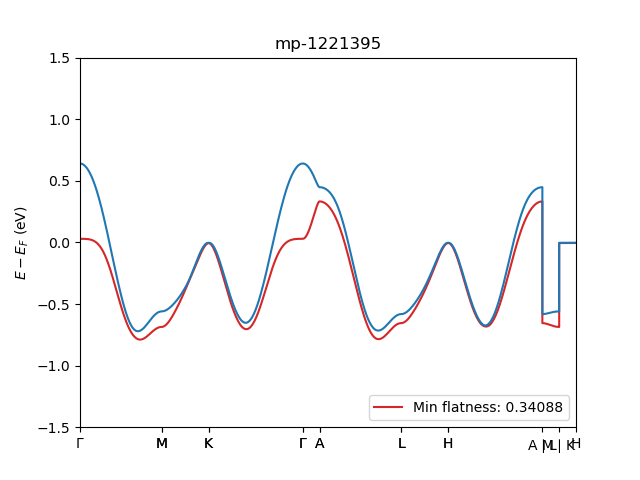 mp-1221395
1.5
1.0
0.5
0.0
−0.5
−1.0
−1.5
E − E_F (eV)
Min flatness: 0.34088
Γ M K Γ A L H A | M L | K H